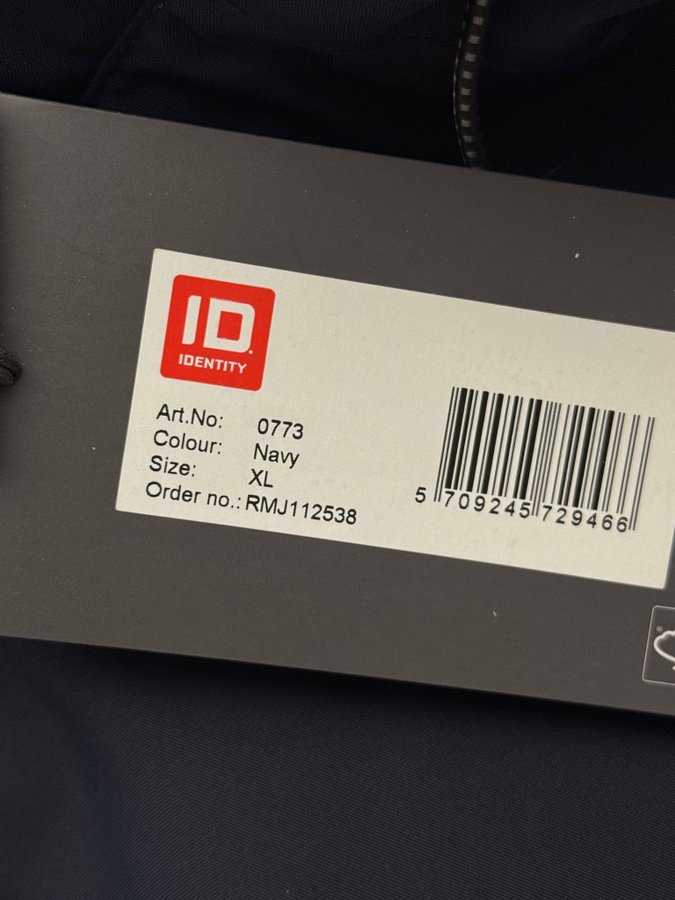 ID.
IDENTITY
Art.No: 0773
Colour: Navy
Size: XL
Order no.: RMJ112538
5 709245 729466